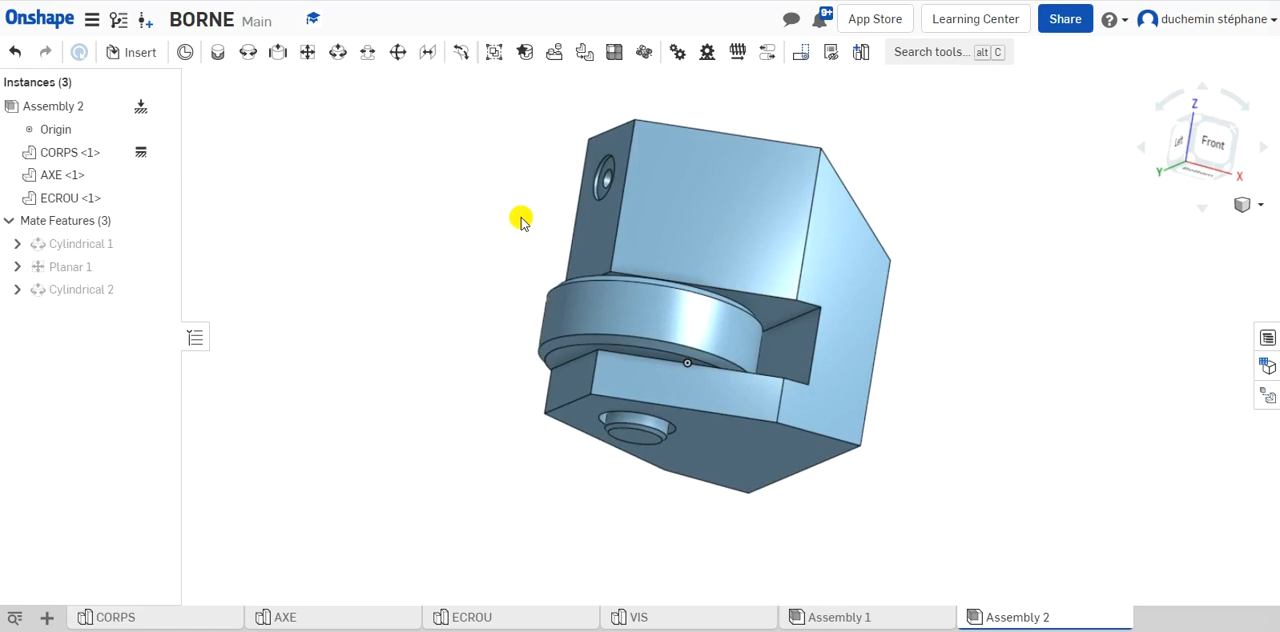 Onshape BORNE Main 9+ App Store Learning Center Share duchemin stéphane
Insert Search tools... alt C
Instances (3)
Assembly 2
Origin
CORPS <1>
AXE <1>
ECROU <1>
Mate Features (3)
Cylindrical 1
Planar 1
Cylindrical 2
Z
Left Front
Y X
CORPS AXE ECROU VIS Assembly 1 Assembly 2